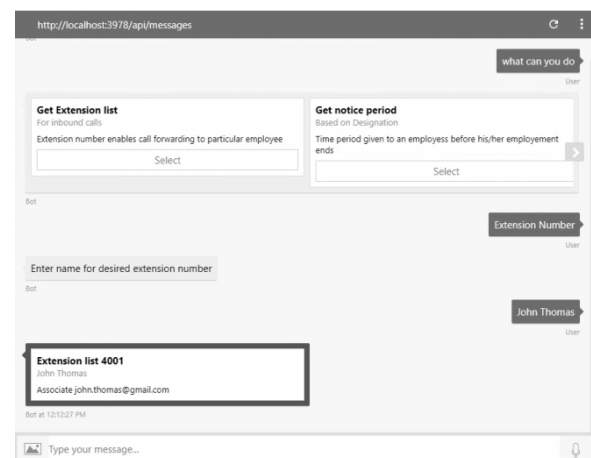 http://localhost:3978/api/messages
Bot
what can you do
User
Get Extension list
For inbound calls
Extension number enables call forwarding to particular employee
Select
Get notice period
Based on Designation
Time period given to an employess before his/her employement
ends
Select
Bot
Extension Number
User
Enter name for desired extension number
Bot
John Thomas
User
Extension list 4001
John Thomas
Associate john.thomas@gmail.com
Bot at 12:12:27 PM
Type your message...